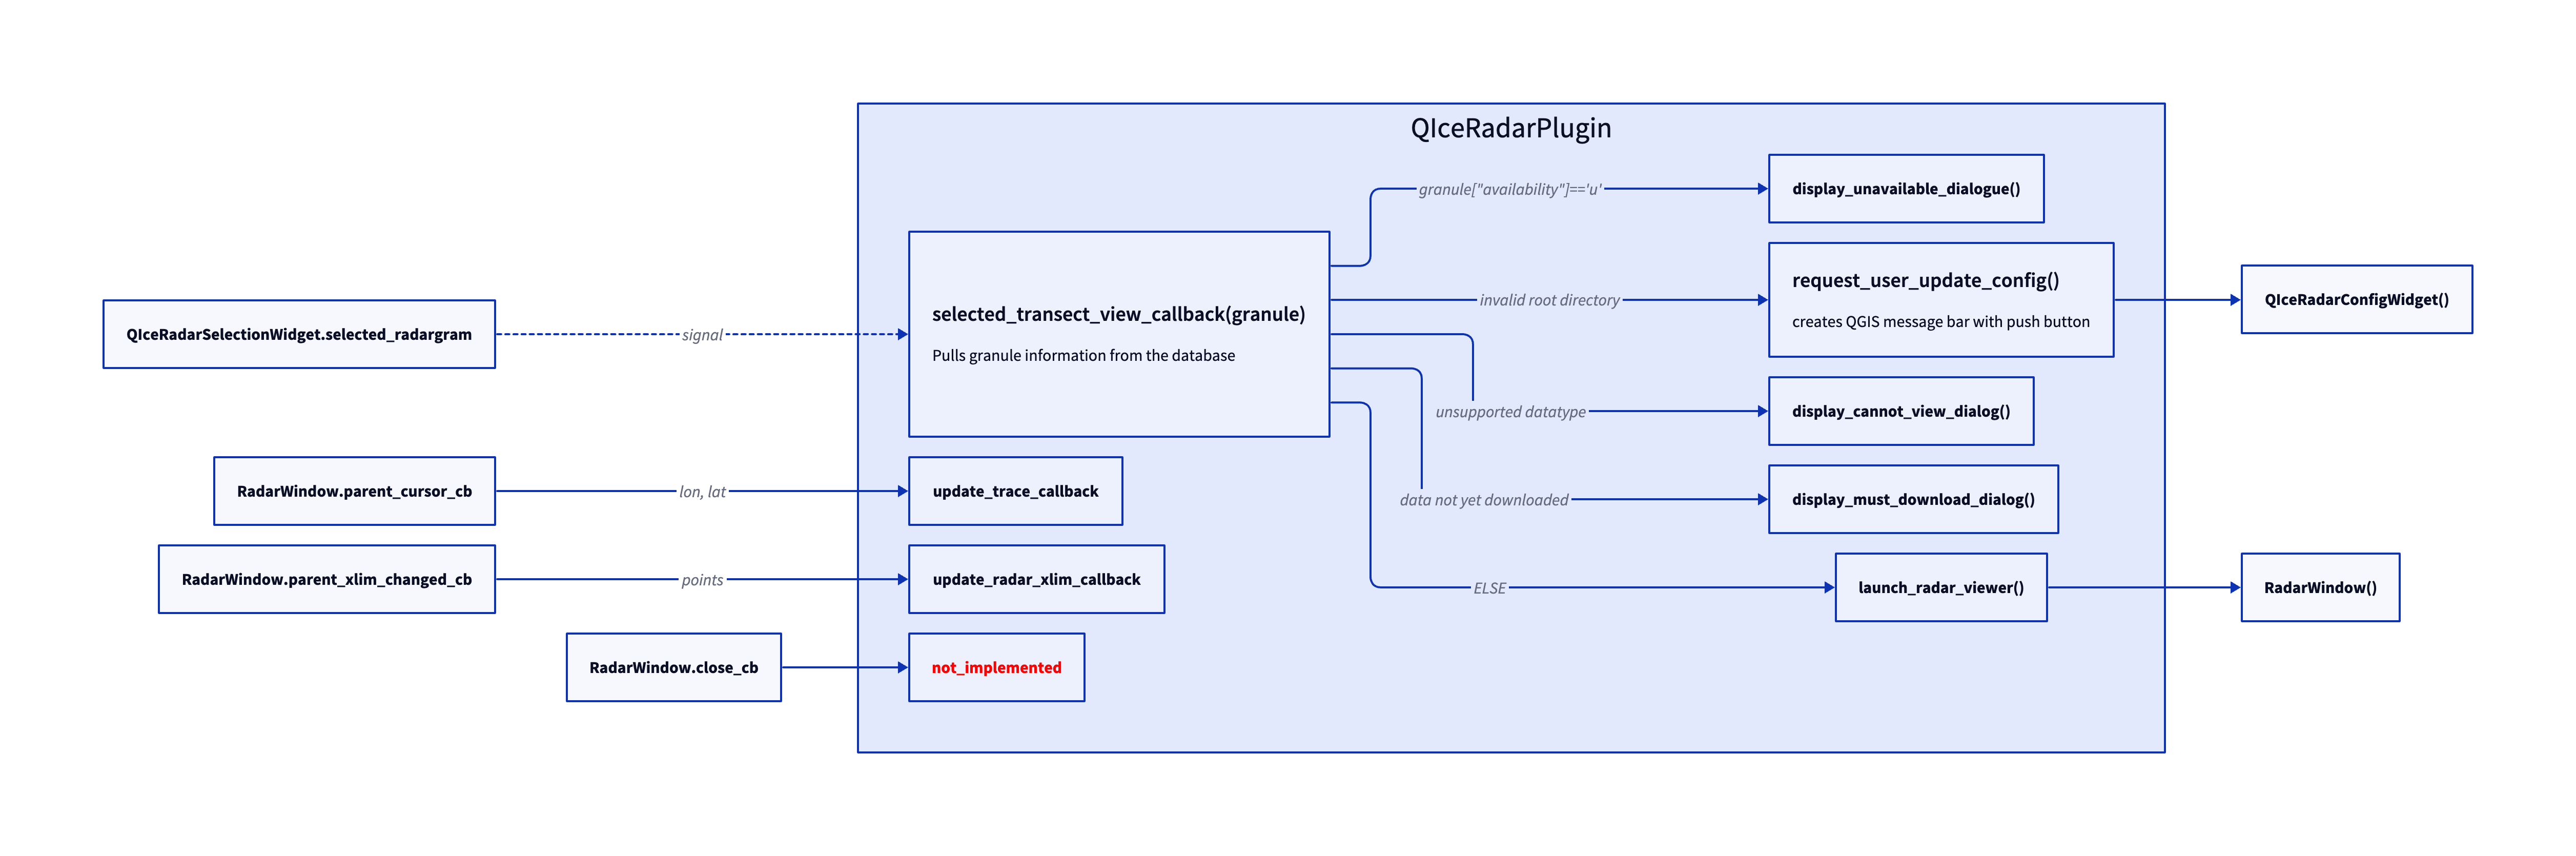 QIceRadarPlugin
granule["availability"]=='u'
display_unavailable_dialogue()
QIceRadarSelectionWidget.selected_radargram
signal
selected_transect_view_callback(granule)
Pulls granule information from the database
invalid root directory
request_user_update_config()
creates QGIS message bar with push button
QIceRadarConfigWidget()
unsupported datatype
display_cannot_view_dialog()
RadarWindow.parent_cursor_cb
lon, lat
update_trace_callback
data not yet downloaded
display_must_download_dialog()
RadarWindow.parent_xlim_changed_cb
points
update_radar_xlim_callback
ELSE
launch_radar_viewer()
RadarWindow()
RadarWindow.close_cb
not_implemented